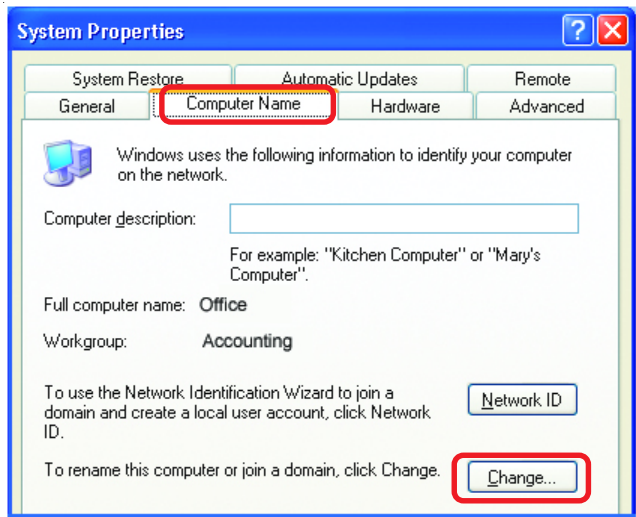 System Properties
?
X
System Restore Automatic Updates Remote
General Computer Name Hardware Advanced
Windows uses the following information to identify your computer
on the network.
Computer description:
For example: "Kitchen Computer" or "Mary's
Computer".
Full computer name: Office
Workgroup: Accounting
To use the Network Identification Wizard to join a
domain and create a local user account, click Network
ID.
Network ID
To rename this computer or join a domain, click Change.
Change...